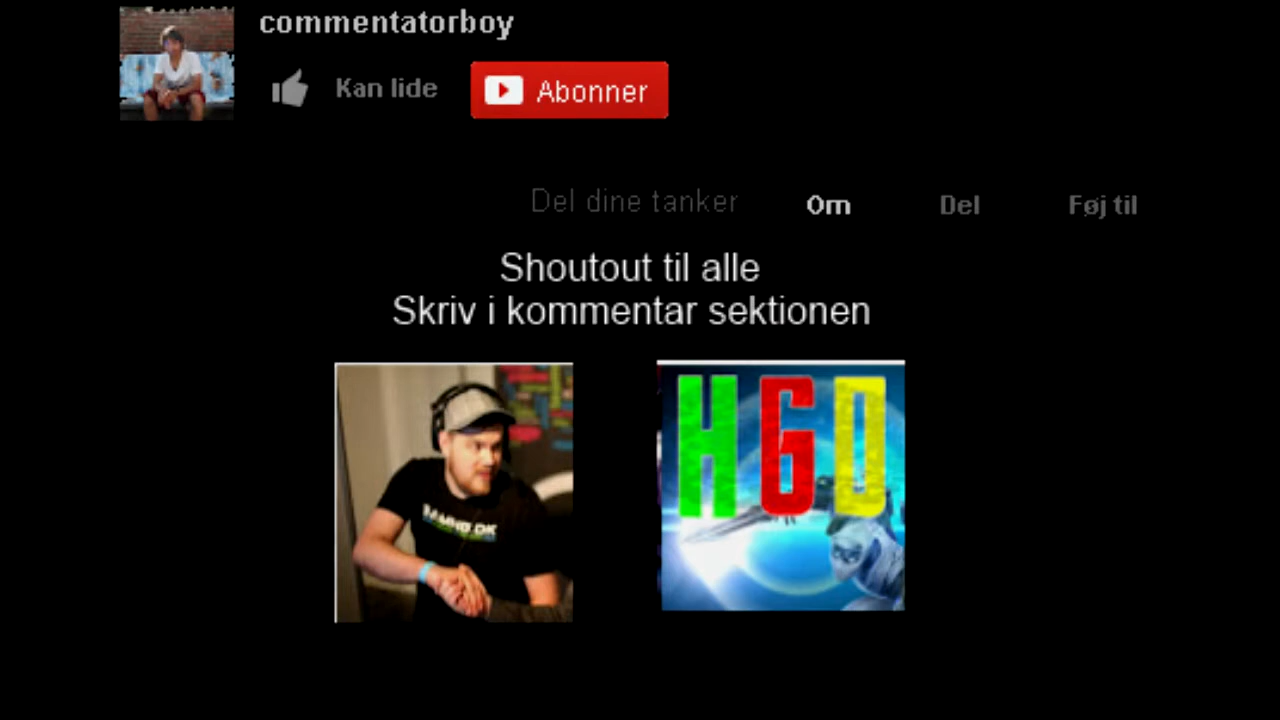 commentatorboy
Kan lide
Abonner
Del dine tanker
Om
Del
Føj til
Shoutout til alle
Skriv i kommentar sektionen
HGD